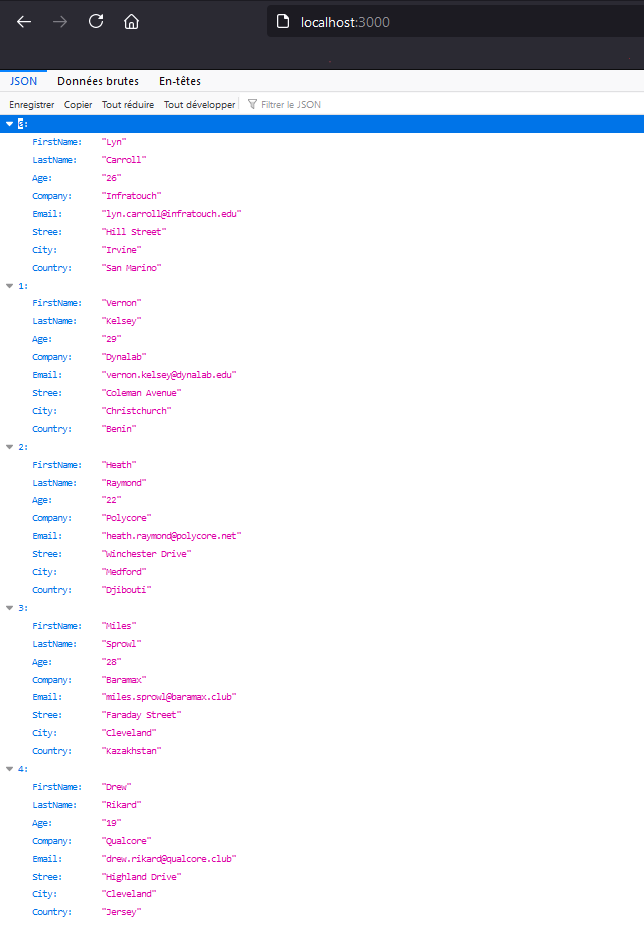 localhost:3000
JSON Données brutes En-têtes
Enregistrer Copier Tout réduire Tout développer Filtrer le JSON
0:
FirstName: "Lyn"
LastName: "Carroll"
Age: "26"
Company: "Infratouch"
Email: "lyn.carroll@infratouch.edu"
Stree: "Hill Street"
City: "Irvine"
Country: "San Marino"
1:
FirstName: "Vernon"
LastName: "Kelsey"
Age: "29"
Company: "Dynalab"
Email: "vernon.kelsey@dynalab.edu"
Stree: "Coleman Avenue"
City: "Christchurch"
Country: "Benin"
2:
FirstName: "Heath"
LastName: "Raymond"
Age: "22"
Company: "Polycore"
Email: "heath.raymond@polycore.net"
Stree: "Winchester Drive"
City: "Medford"
Country: "Djibouti"
3:
FirstName: "Miles"
LastName: "Sprowl"
Age: "28"
Company: "Baramax"
Email: "miles.sprowl@baramax.club"
Stree: "Faraday Street"
City: "Cleveland"
Country: "Kazakhstan"
4:
FirstName: "Drew"
LastName: "Rikard"
Age: "19"
Company: "Qualcore"
Email: "drew.rikard@qualcore.club"
Stree: "Highland Drive"
City: "Cleveland"
Country: "Jersey"